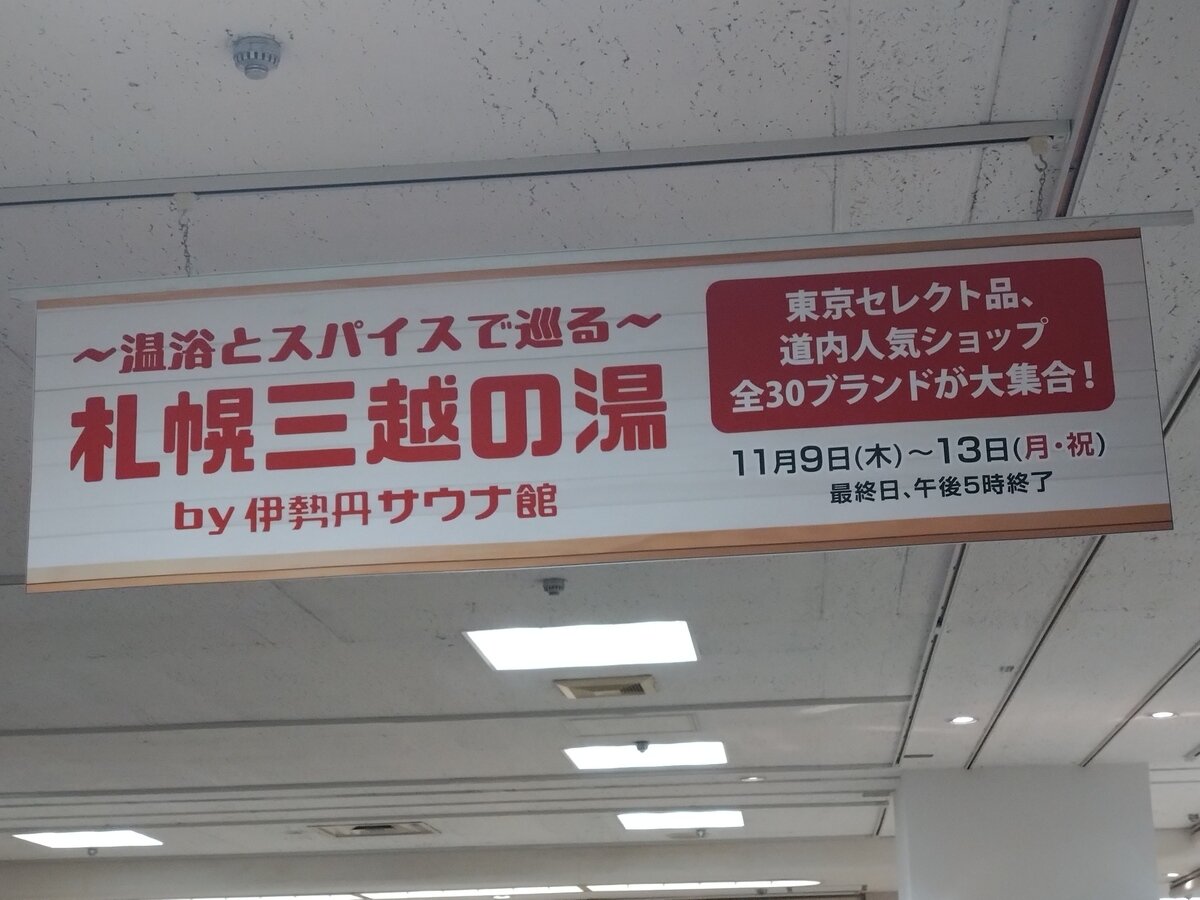 ～温浴とスパイスで巡る～
札幌三越の湯
by伊勢丹サウナ館
東京セレクト品、
道内人気ショップ
全30ブランドが大集合！
11月9日(木)～13日(月・祝)
最終日、午後5時終了